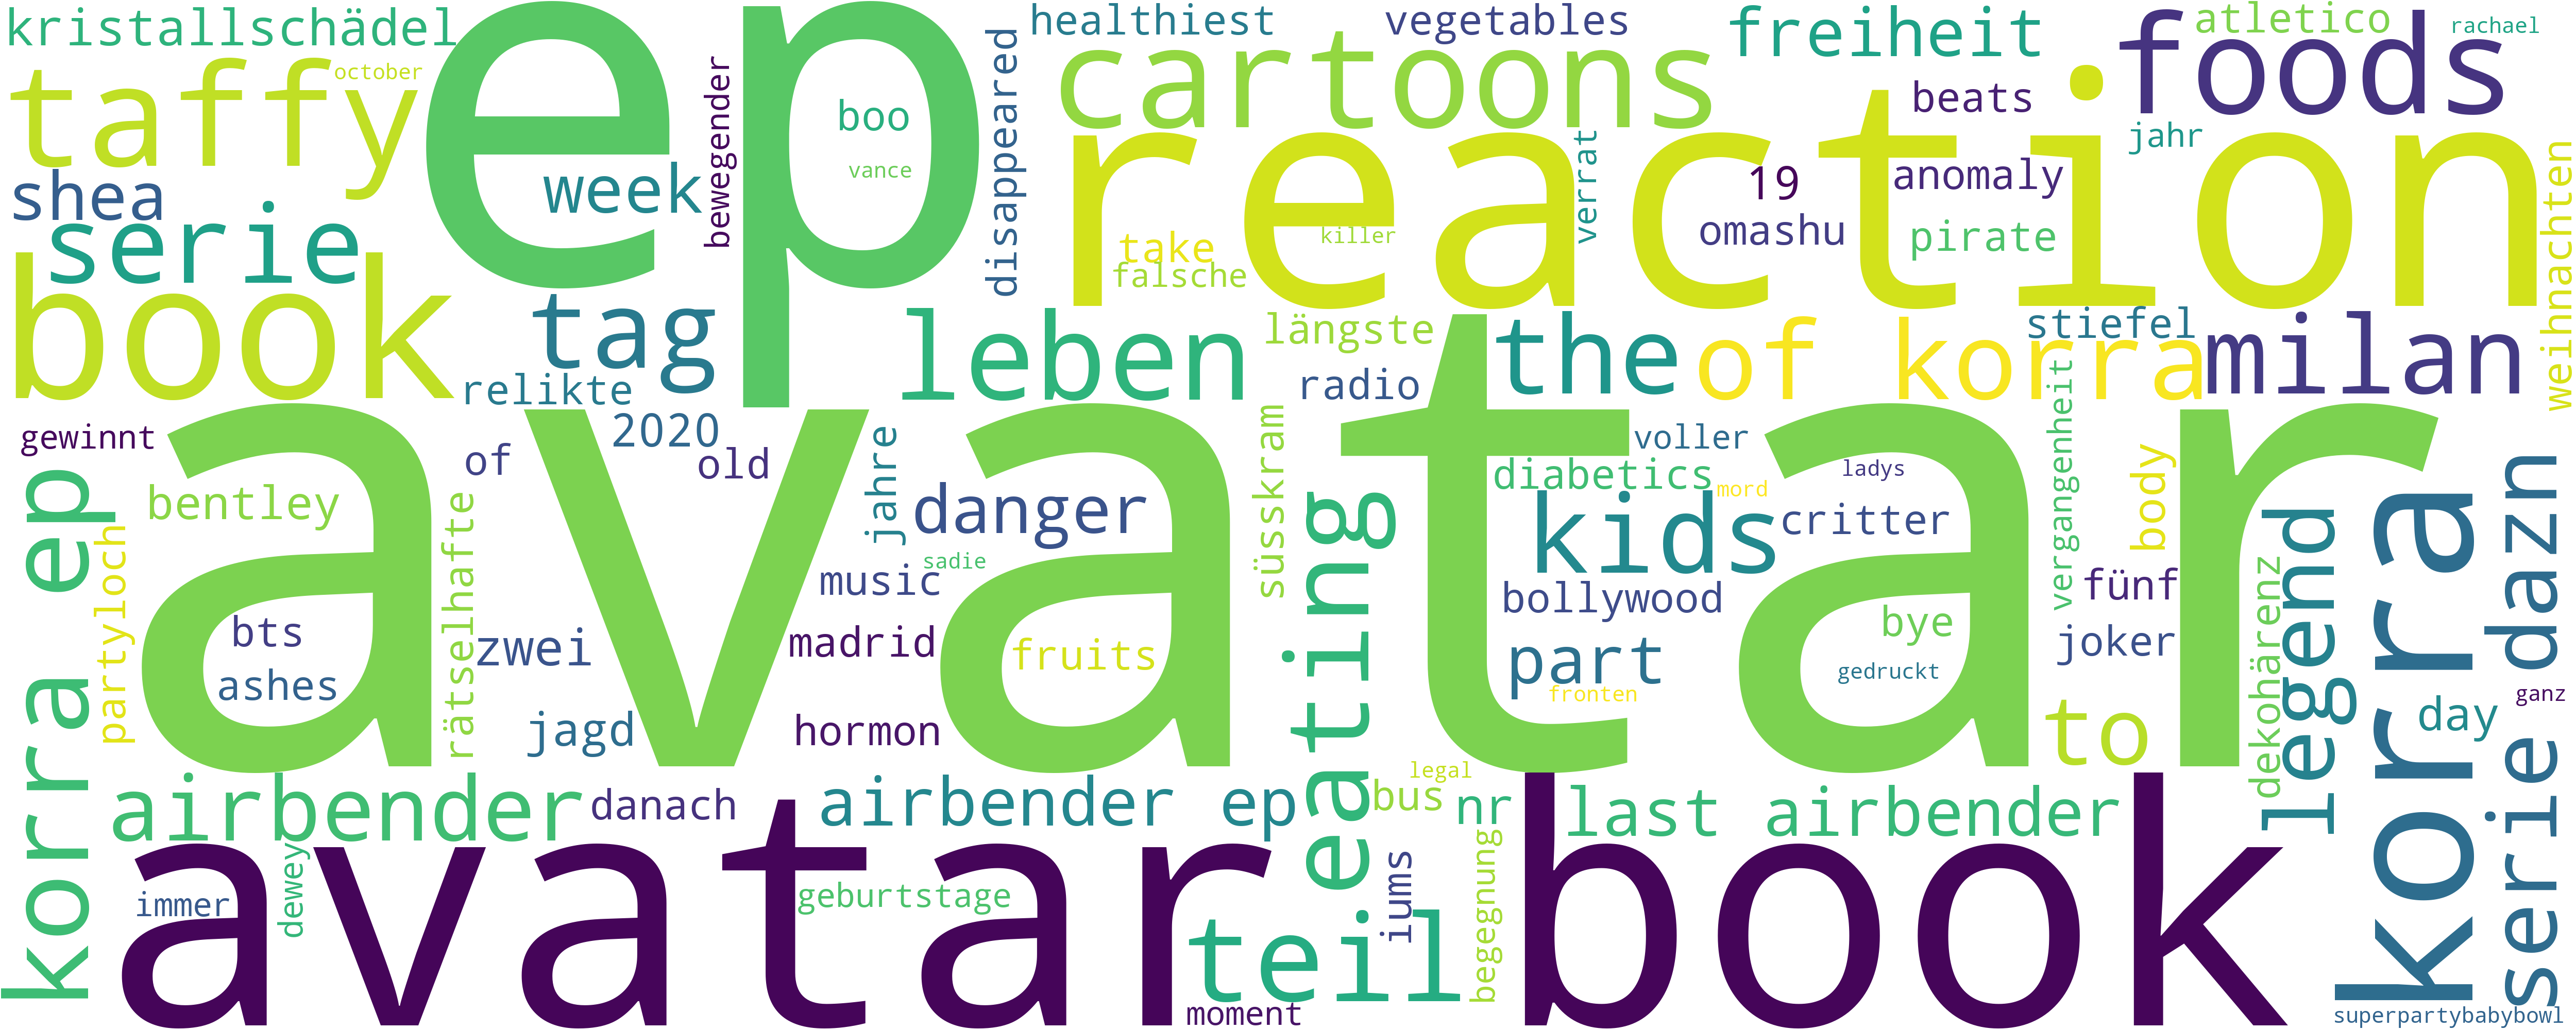 kristallschädel
ep
healthiest
vegetables
freiheit
atletico
rachael
taffy
october
boo
vance
bewegender
disappeared
cartoons
foods
beats
jahr
shea
week
reaction
verrat
19
anomaly
weihnachten
serie
take
killer
falsche
omashu
pirate
book
tag
leben
längste
the
of korra
stiefel
milan
relikte
radio
gewinnt
avatar
2020
of
old
jahre
süsskram
voller
diabetics
ladys
mord
vergangenheit
body
korra ep
bentley
rätselhafte
danger
eating
kids
critter
legend
korra
serie dazn
partyloch
sadie
music
bollywood
fünf
dekohärenz
bts
zwei
madrid
fruits
part
bye
joker
ashes
gedruckt
fronten
ganz
jagd
hormon
to
day
airbender
danach
airbender ep
legal
bus
nr
last airbender
dewey
avatar book
immer
geburtstage
iums
begegnung
teil
moment
superpartybabybowl